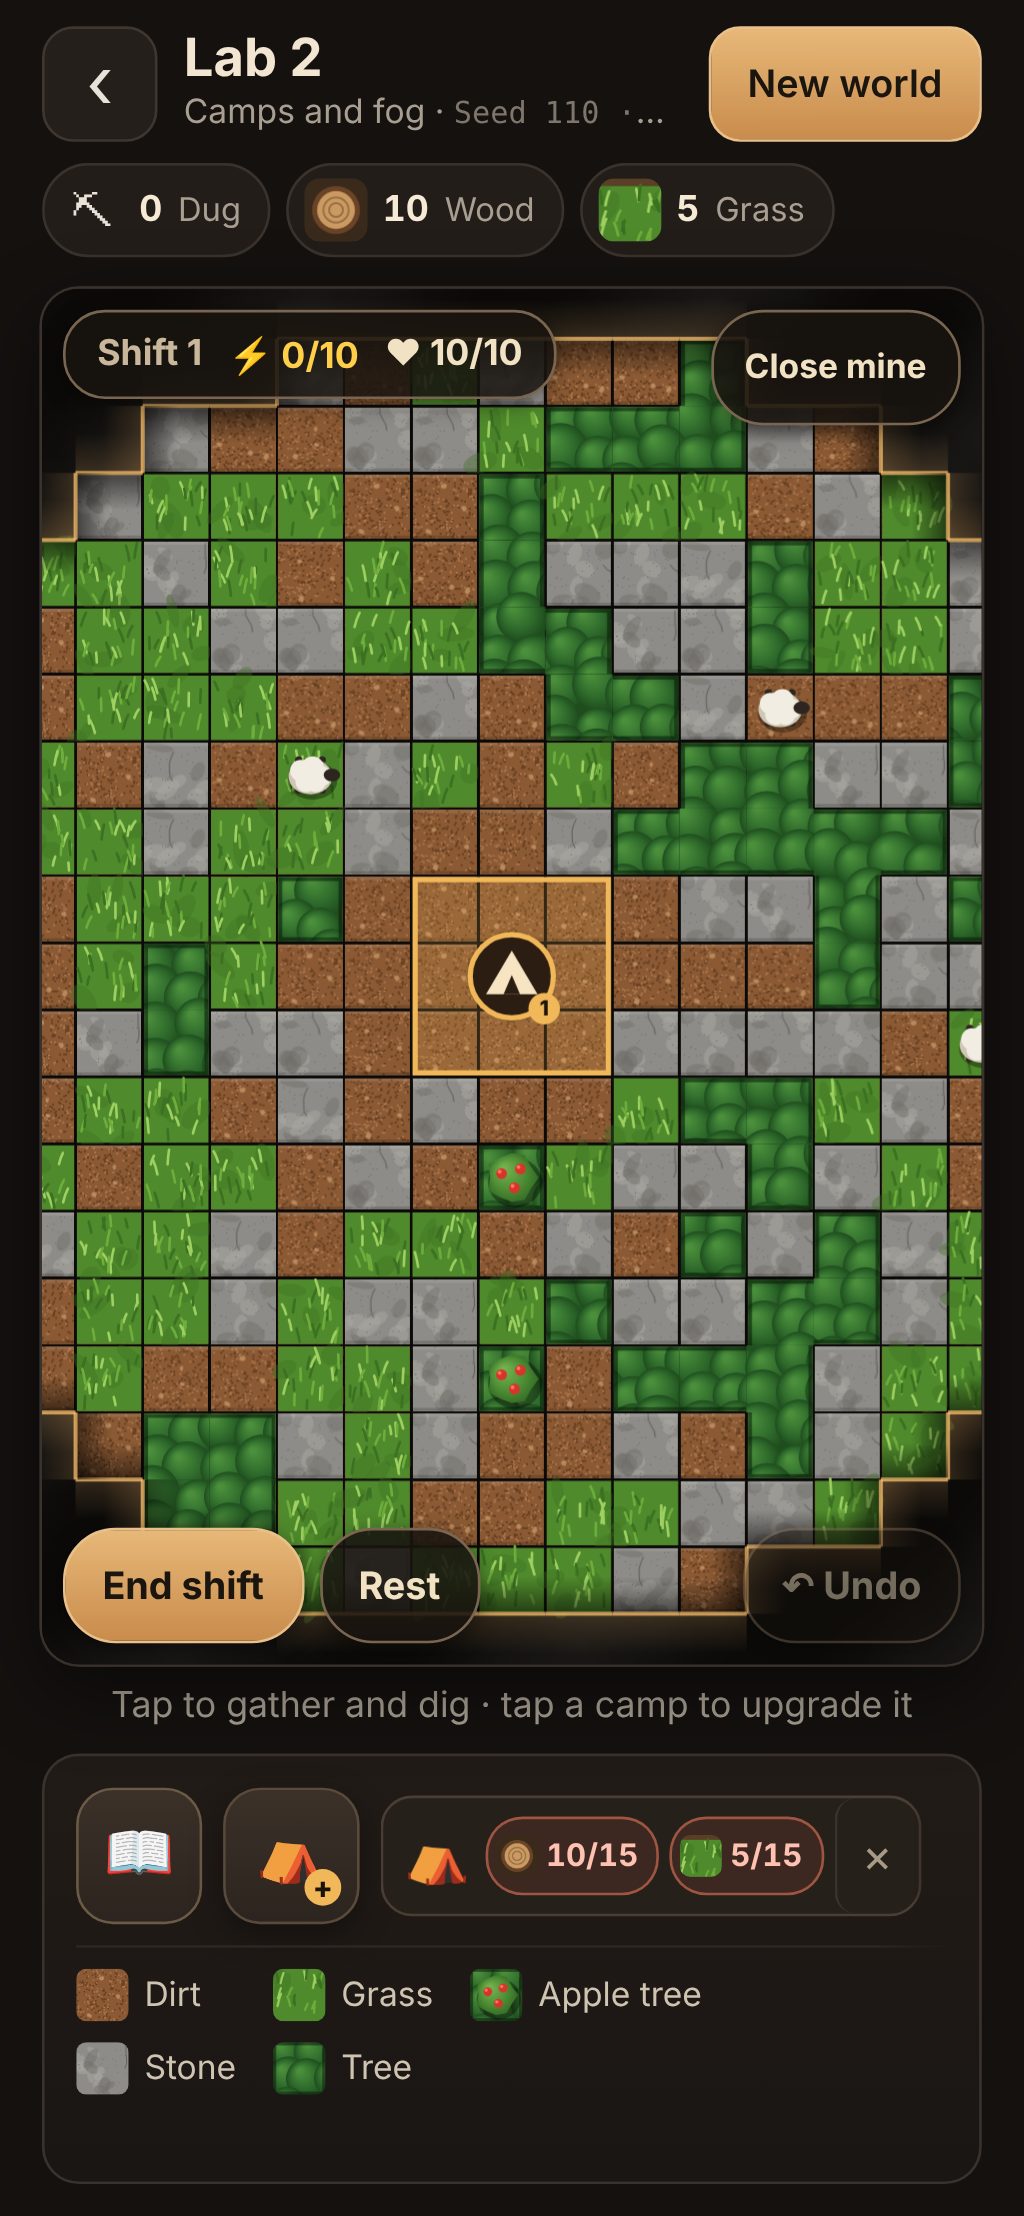 Lab 2
Camps and fog · Seed 110 ·...
New world
0 Dug
10 Wood
5 Grass
Shift 1 ⚡ 0/10 ♥ 10/10
Close mine
1
End shift
Rest
↶ Undo
Tap to gather and dig · tap a camp to upgrade it
+
10/15
5/15
×
Dirt
Grass
Apple tree
Stone
Tree